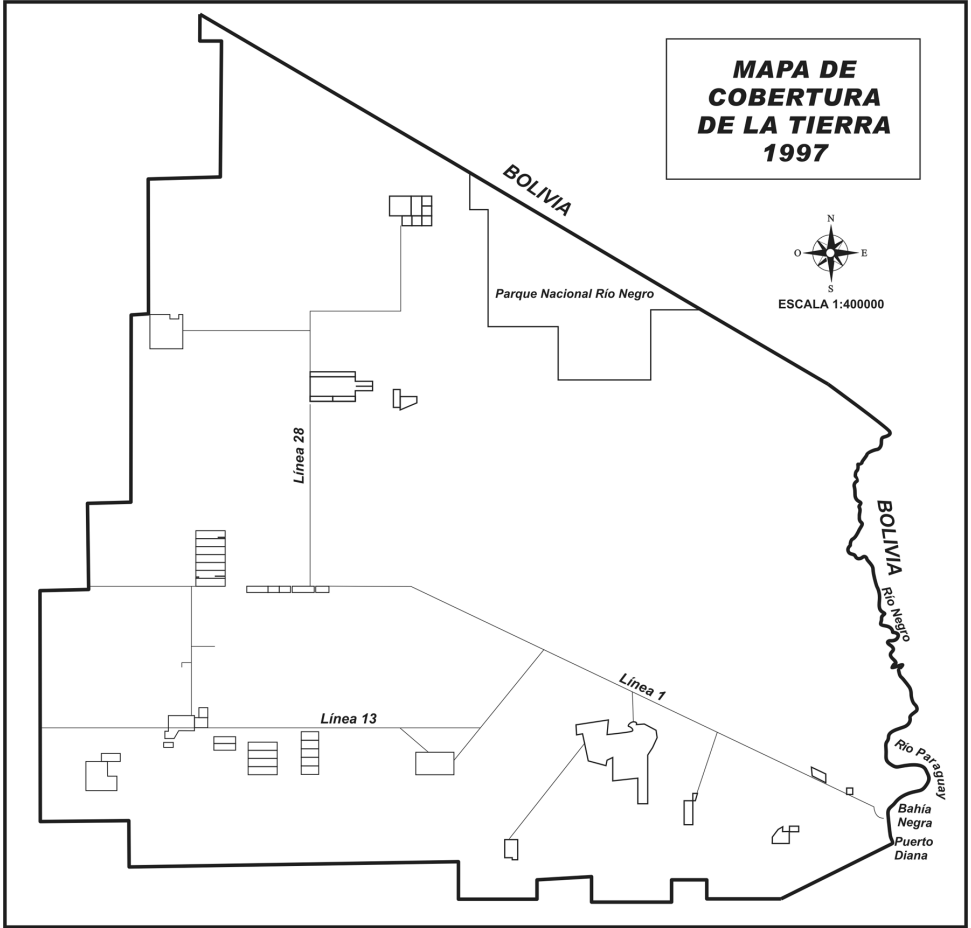 MAPA DE
COBERTURA
DE LA TIERRA
1997
BOLIVIA
N
O
E
S
ESCALA 1:400000
Parque Nacional Río Negro
Línea 28
BOLIVIA
Río Negro
Línea 1
Línea 13
Río Paraguay
Bahía
Negra
Puerto
Diana